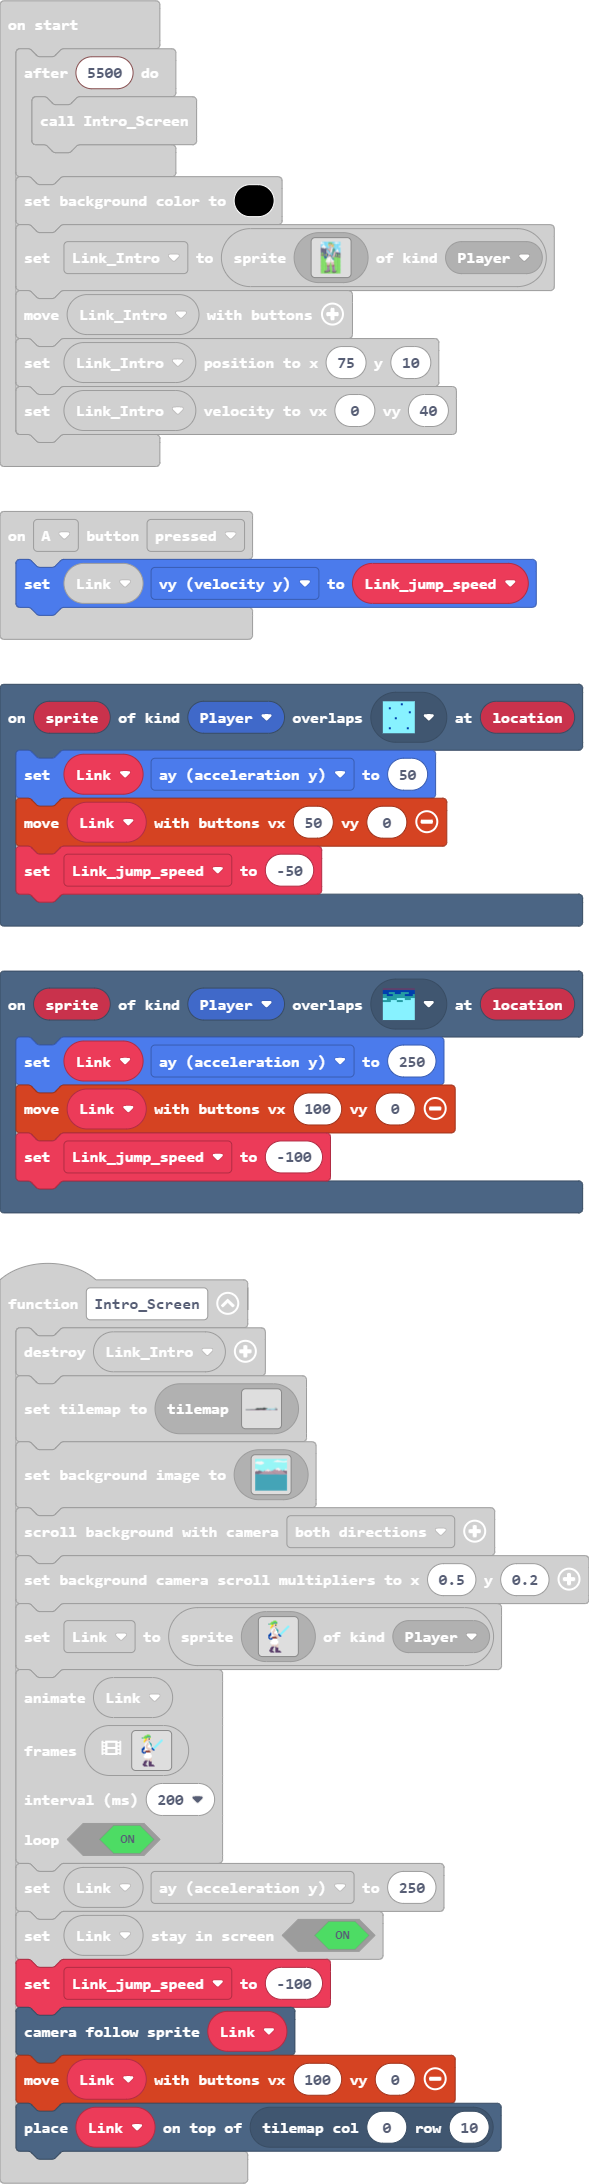 on start
after 5500 do
call Intro_Screen
set background color to
set Link_Intro to sprite of kind Player
move Link_Intro with buttons
set Link_Intro position to x 75 y 10
set Link_Intro velocity to vx 0 vy 40
on A button pressed
set Link vy (velocity y) to Link_jump_speed
on sprite of kind Player overlaps at location
set Link ay (acceleration y) to 50
move Link with buttons vx 50 vy 0
set Link_jump_speed to -50
on sprite of kind Player overlaps at location
set Link ay (acceleration y) to 250
move Link with buttons vx 100 vy 0
set Link_jump_speed to -100
function Intro_Screen
destroy Link_Intro
set tilemap to tilemap
set background image to
scroll background with camera both directions
set background camera scroll multipliers to x 0.5 y 0.2
set Link to sprite of kind Player
animate Link
frames
interval (ms) 200
loop ON
set Link ay (acceleration y) to 250
set Link stay in screen ON
set Link_jump_speed to -100
camera follow sprite Link
move Link with buttons vx 100 vy 0
place Link on top of tilemap col 0 row 10